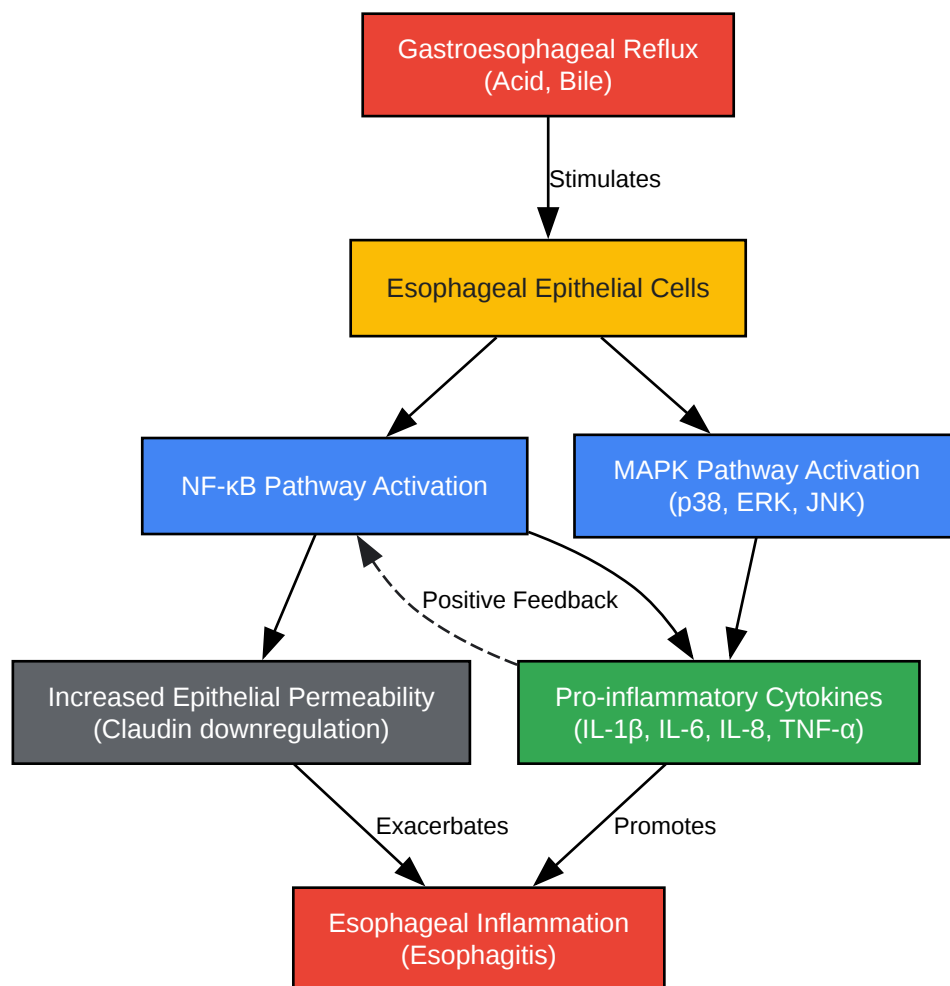 Gastroesophageal Reflux
(Acid, Bile)
Stimulates
Esophageal Epithelial Cells
NF-κB Pathway Activation
MAPK Pathway Activation
(p38, ERK, JNK)
Positive Feedback
Increased Epithelial Permeability
(Claudin downregulation)
Pro-inflammatory Cytokines
(IL-1β, IL-6, IL-8, TNF-α)
Exacerbates
Promotes
Esophageal Inflammation
(Esophagitis)